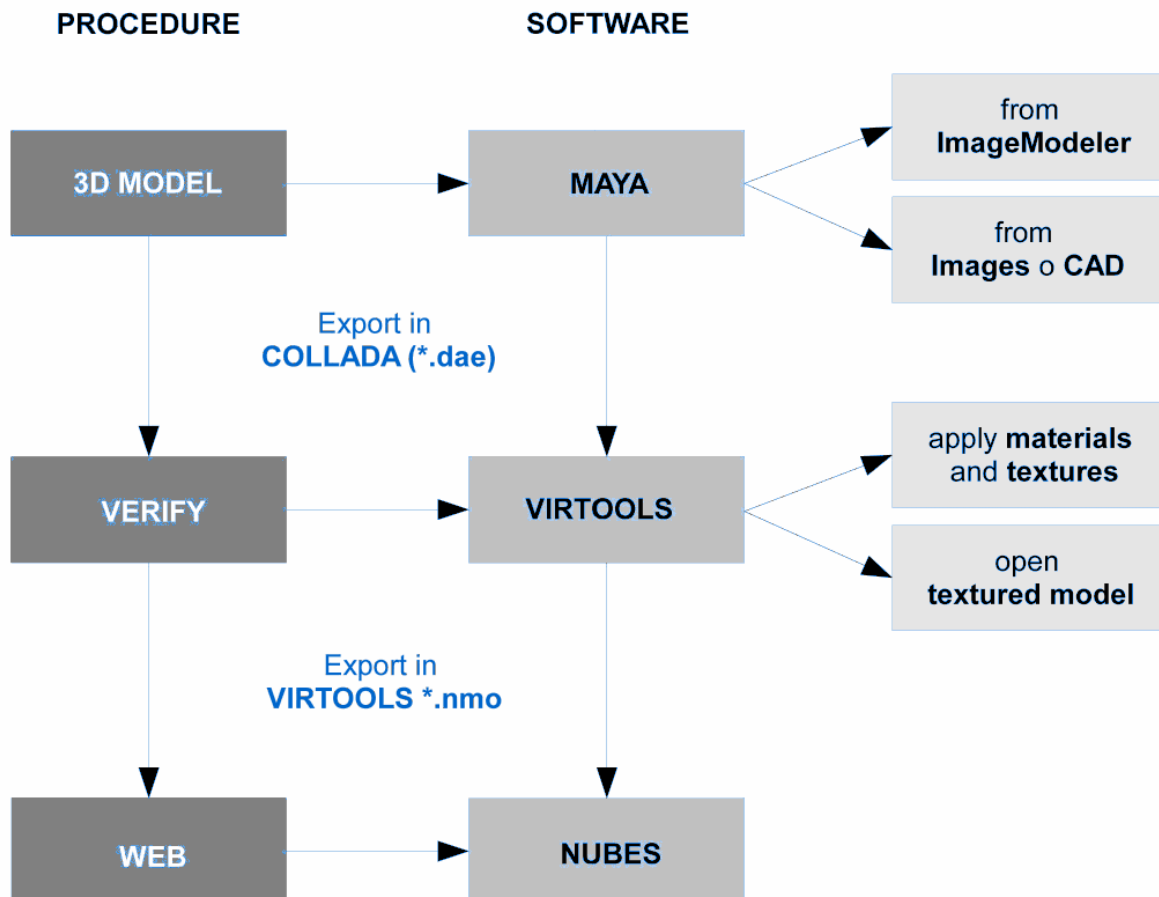 PROCEDURE
SOFTWARE
3D MODEL
MAYA
from
ImageModeler
from
Images o CAD
Export in
COLLADA (*.dae)
VERIFY
VIRTOOLS
apply materials
and textures
open
textured model
Export in
VIRTOOLS *.nmo
WEB
NUBES